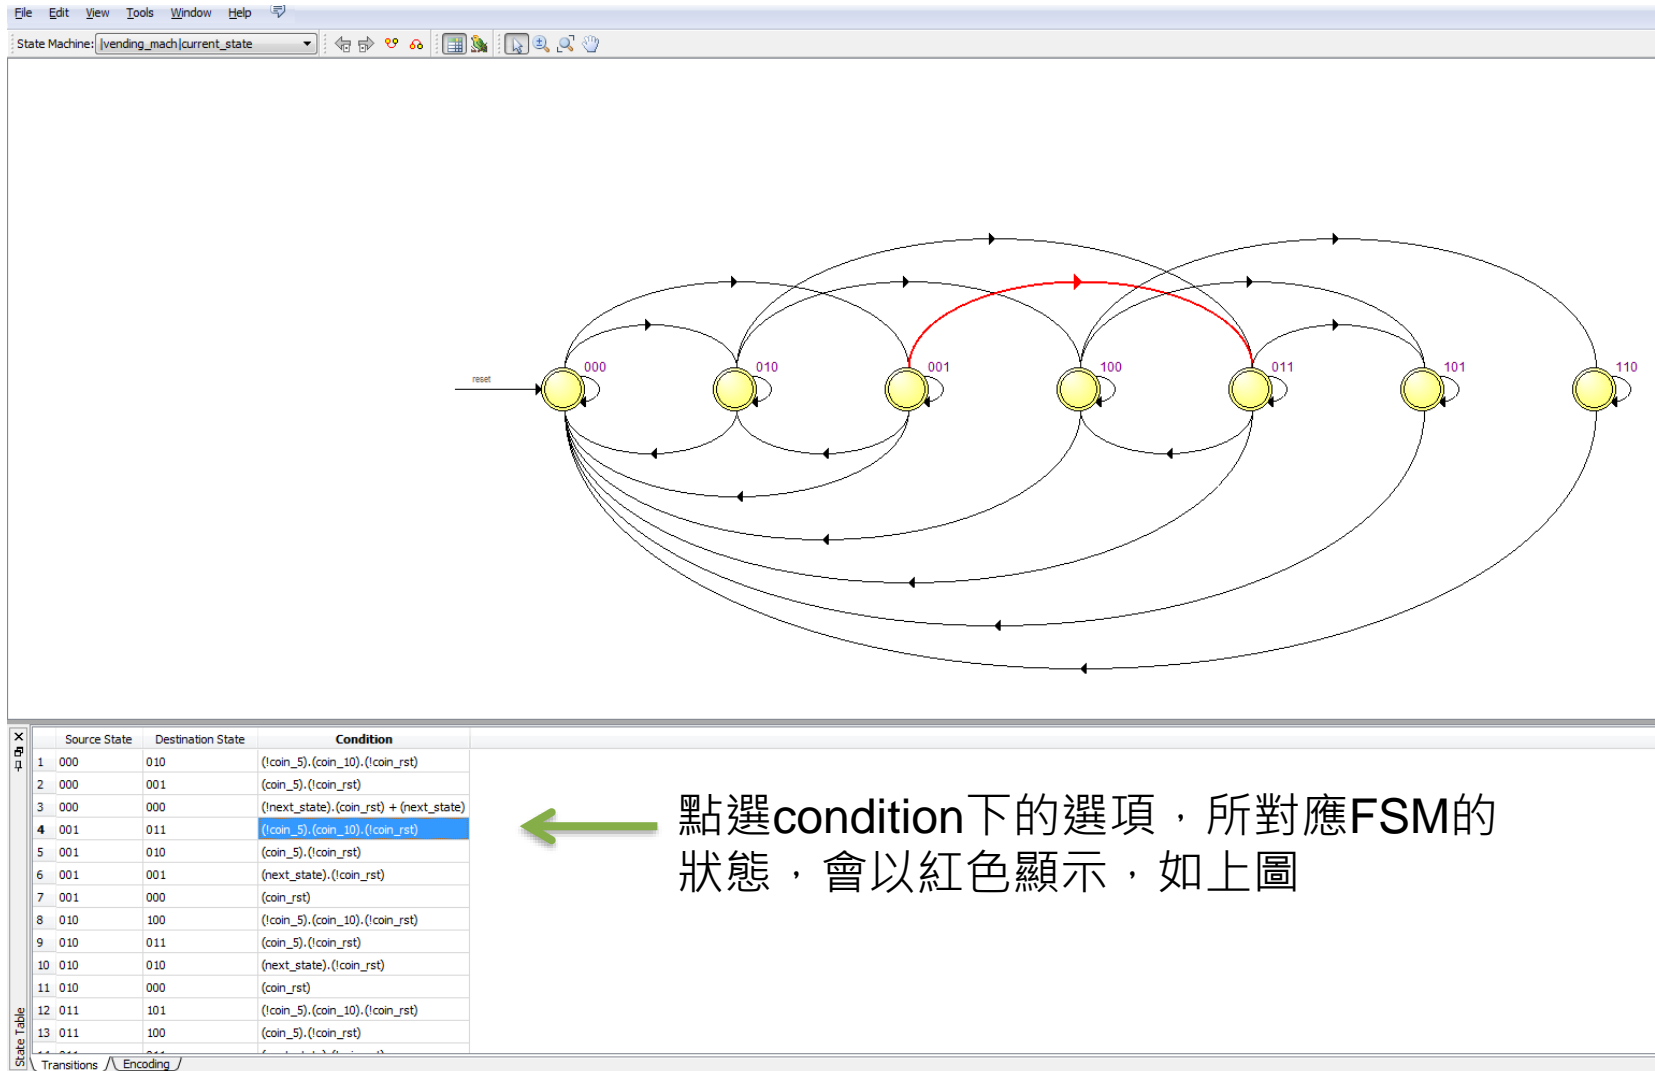 File Edit View Tools Window Help
State Machine: |vending_mach|current_state
reset
000 010 001 100 011 101 110
Source State Destination State Condition
1 000 010 (!coin_5).(coin_10).(!coin_rst)
2 000 001 (coin_5).(!coin_rst)
3 000 000 (!next_state).(coin_rst) + (next_state)
4 001 011 (!coin_5).(coin_10).(!coin_rst)
5 001 010 (coin_5).(!coin_rst)
6 001 001 (next_state).(!coin_rst)
7 001 000 (coin_rst)
8 010 100 (!coin_5).(coin_10).(!coin_rst)
9 010 011 (coin_5).(!coin_rst)
10 010 010 (next_state).(!coin_rst)
11 010 000 (coin_rst)
12 011 101 (!coin_5).(coin_10).(!coin_rst)
13 011 100 (coin_5).(!coin_rst)
點選condition下的選項，所對應FSM的
狀態，會以紅色顯示，如上圖
State Table
Transitions Encoding